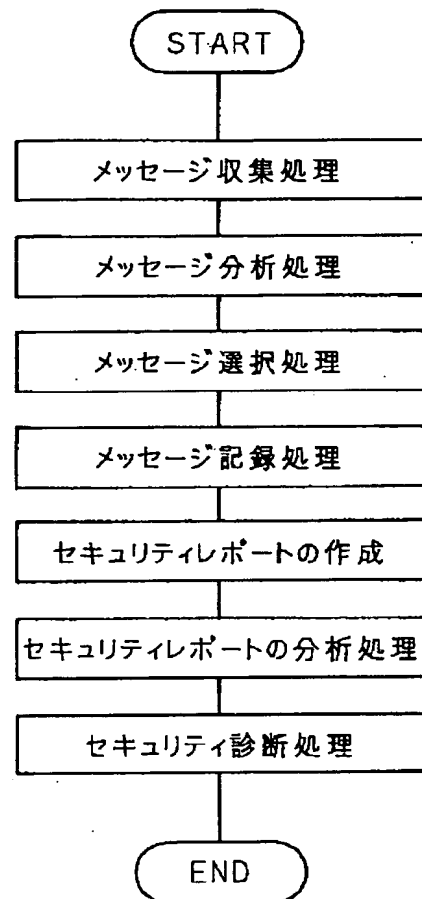 START
メッセージ収集処理
メッセージ分析処理
メッセージ選択処理
メッセージ記録処理
セキュリティレポートの作成
セキュリティレポートの分析処理
セキュリティ診断処理
END